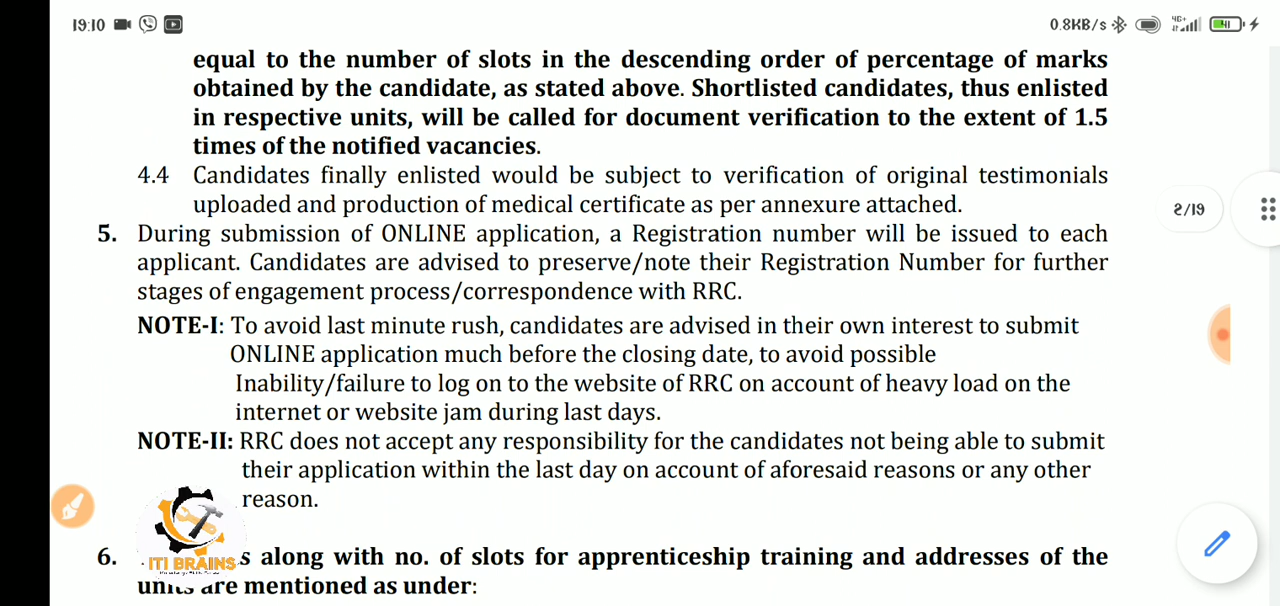 19:10
0.8KB/s 4G+ 41
equal to the number of slots in the descending order of percentage of marks
obtained by the candidate, as stated above. Shortlisted candidates, thus enlisted
in respective units, will be called for document verification to the extent of 1.5
times of the notified vacancies.
4.4 Candidates finally enlisted would be subject to verification of original testimonials
uploaded and production of medical certificate as per annexure attached.
2/19
5. During submission of ONLINE application, a Registration number will be issued to each
applicant. Candidates are advised to preserve/note their Registration Number for further
stages of engagement process/correspondence with RRC.
NOTE-I: To avoid last minute rush, candidates are advised in their own interest to submit
ONLINE application much before the closing date, to avoid possible
Inability/failure to log on to the website of RRC on account of heavy load on the
internet or website jam during last days.
NOTE-II: RRC does not accept any responsibility for the candidates not being able to submit
their application within the last day on account of aforesaid reasons or any other
reason.
ITI BRAINS
6. s along with no. of slots for apprenticeship training and addresses of the
units are mentioned as under: